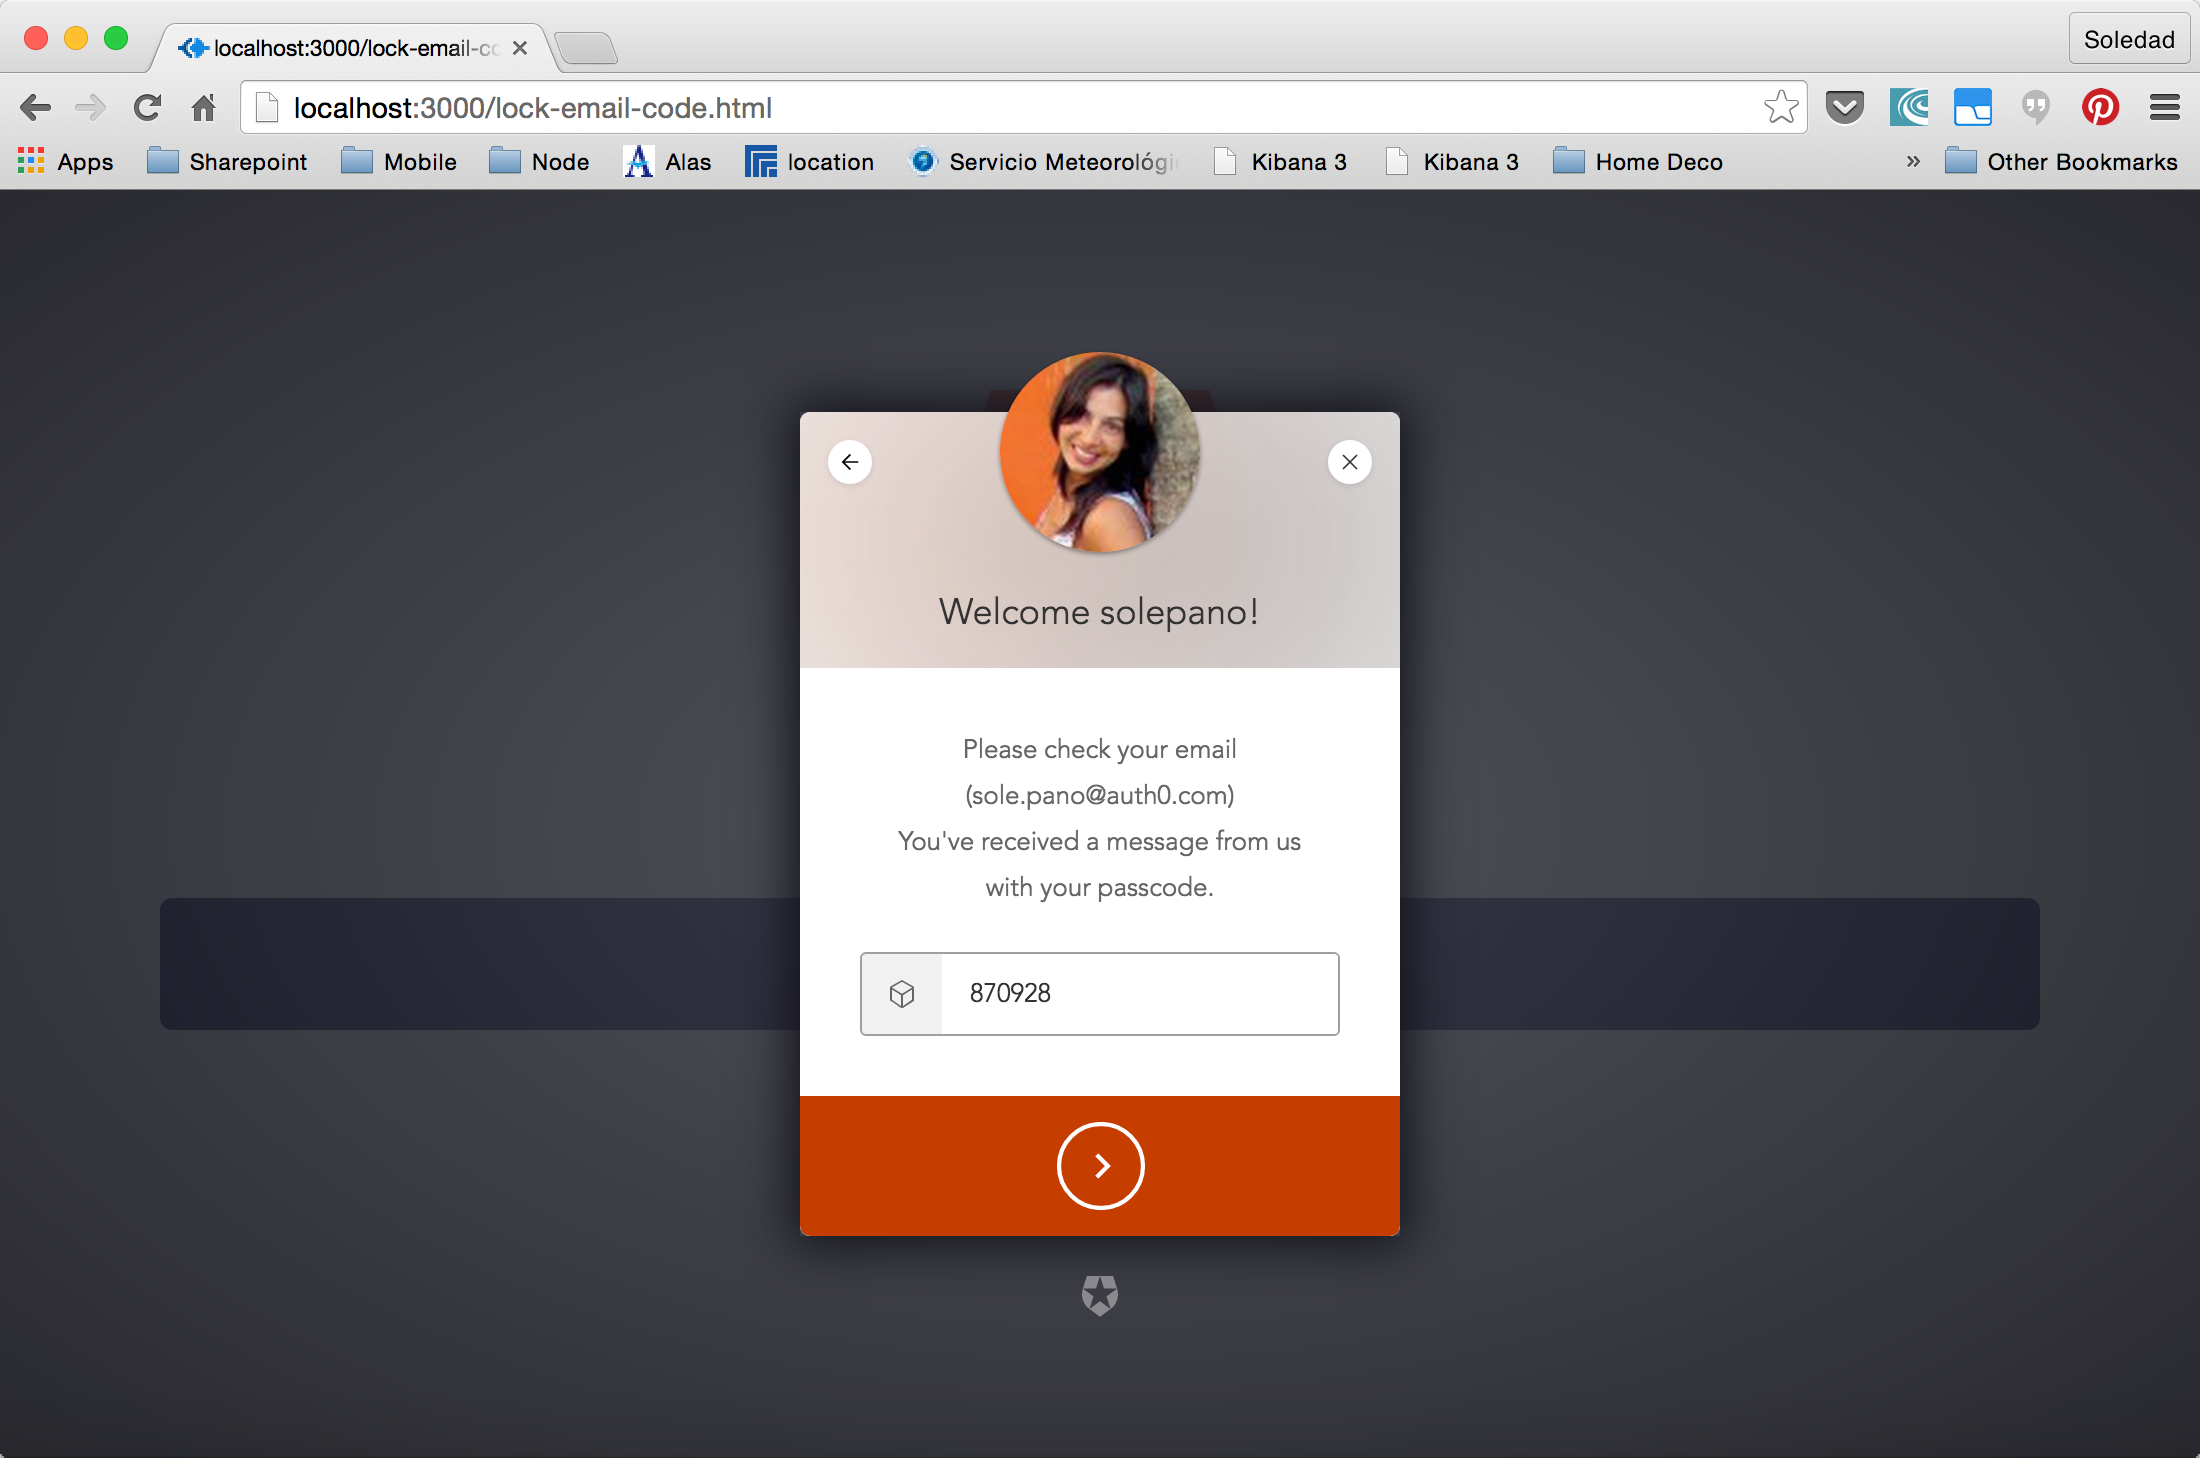 localhost:3000/lock-email-co
Soledad
localhost:3000/lock-email-code.html
Apps Sharepoint Mobile Node Alas location Servicio Meteorológic Kibana 3 Kibana 3 Home Deco » Other Bookmarks
Welcome solepano!
Please check your email
(sole.pano@auth0.com)
You've received a message from us
with your passcode.
870928